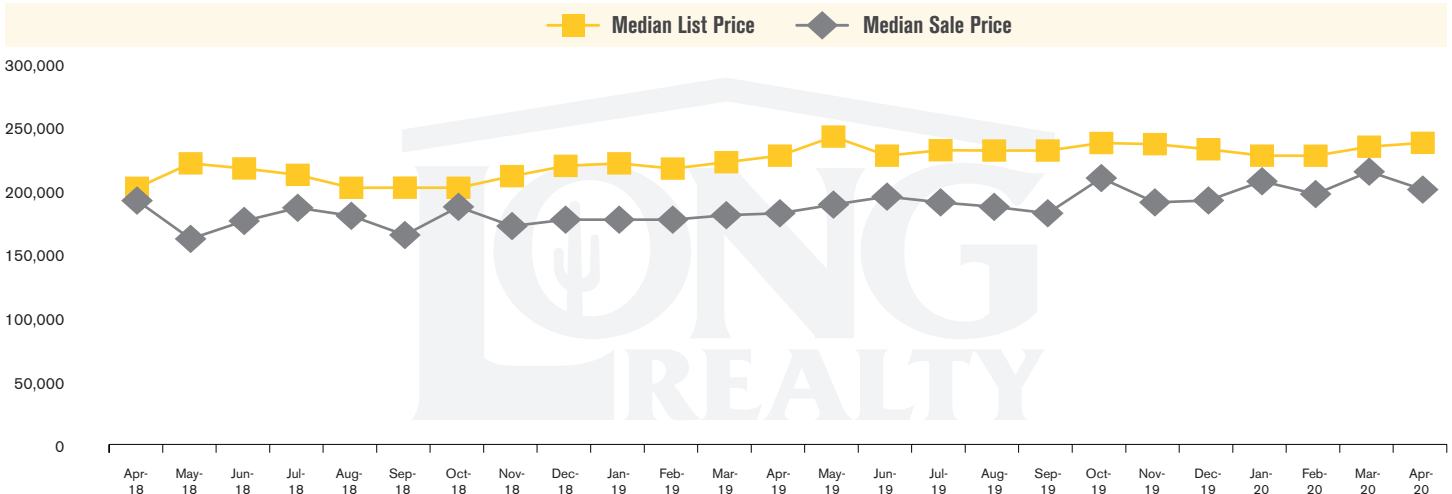 Median List Price Median Sale Price
300,000
250,000
200,000
150,000
100,000
50,000
0
LONG
REALTY
Apr- May- Jun- Jul- Aug- Sep- Oct- Nov- Dec- Jan- Feb- Mar- Apr- May- Jun- Jul- Aug- Sep- Oct- Nov- Dec- Jan- Feb- Mar- Apr-
18 18 18 18 18 18 18 18 18 19 19 19 19 19 19 19 19 19 19 19 19 20 20 20 20